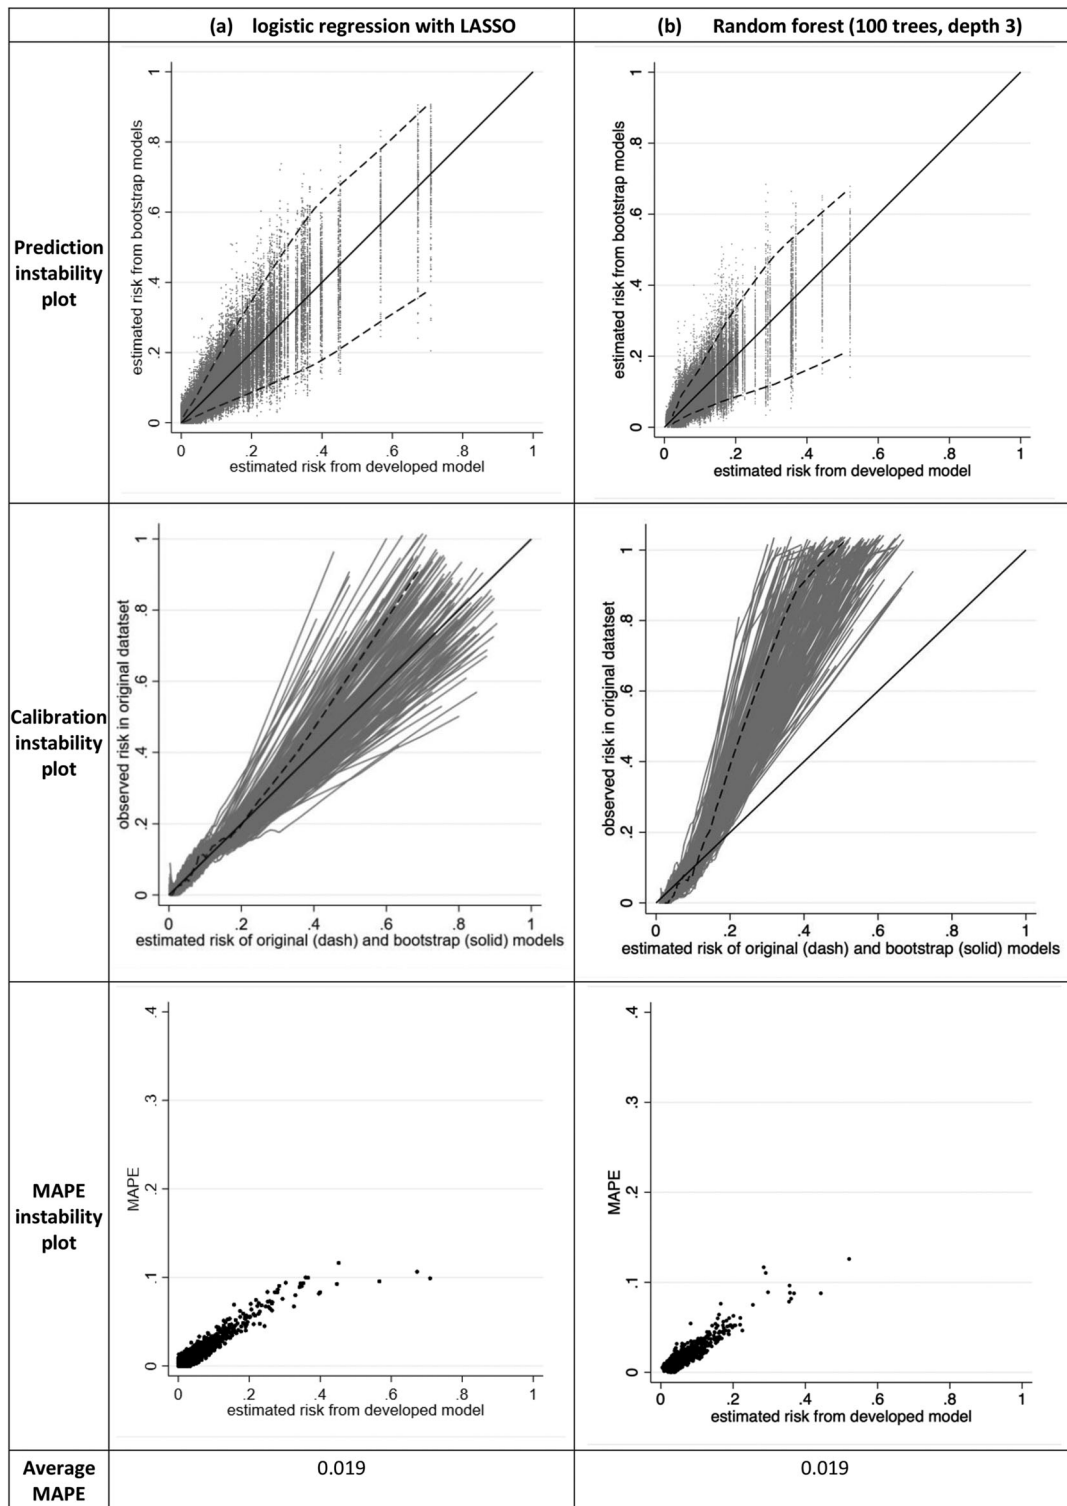 (a) logistic regression with LASSO
(b) Random forest (100 trees, depth 3)
Prediction
instability
plot
estimated risk from bootstrap models
1
.8
.6
.4
.2
0
0 .2 .4 .6 .8 1
estimated risk from developed model
estimated risk from bootstrap models
1
.8
.6
.4
.2
0
0 .2 .4 .6 .8 1
estimated risk from developed model
Calibration
instability
plot
observed risk in original datatset
1
.8
.6
.4
.2
0
0 .2 .4 .6 .8 1
estimated risk of original (dash) and bootstrap (solid) models
observed risk in original datatset
1
.8
.6
.4
.2
0
0 .2 .4 .6 .8 1
estimated risk of original (dash) and bootstrap (solid) models
MAPE
instability
plot
MAPE
.4
.3
.2
.1
0
0 .2 .4 .6 .8 1
estimated risk from developed model
MAPE
.4
.3
.2
.1
0
0 .2 .4 .6 .8 1
estimated risk from developed model
Average
MAPE
0.019
0.019